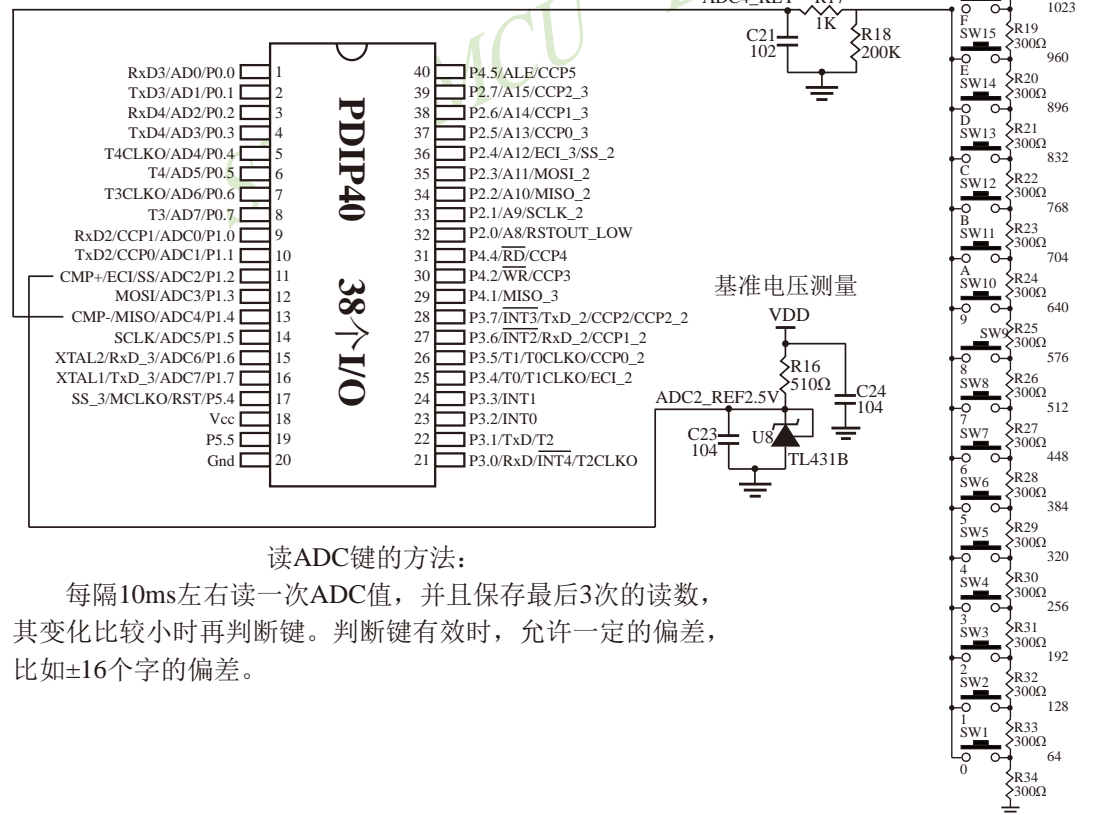 ADC4_KEY R17
1K
C21
102
R18
200K
MCU
RxD3/AD0/P0.0 1
TxD3/AD1/P0.1 2
RxD4/AD2/P0.2 3
TxD4/AD3/P0.3 4
T4CLKO/AD4/P0.4 5
T4/AD5/P0.5 6
T3CLKO/AD6/P0.6 7
T3/AD7/P0.7 8
RxD2/CCP1/ADC0/P1.0 9
TxD2/CCP0/ADC1/P1.1 10
CMP+/ECI/SS/ADC2/P1.2 11
MOSI/ADC3/P1.3 12
CMP-/MISO/ADC4/P1.4 13
SCLK/ADC5/P1.5 14
XTAL2/RxD_3/ADC6/P1.6 15
XTAL1/TxD_3/ADC7/P1.7 16
SS_3/MCLKO/RST/P5.4 17
Vcc 18
P5.5 19
Gnd 20
PDIP40 38个I/O
40 P4.5/ALE/CCP5
39 P2.7/A15/CCP2_3
38 P2.6/A14/CCP1_3
37 P2.5/A13/CCP0_3
36 P2.4/A12/ECI_3/SS_2
35 P2.3/A11/MOSI_2
34 P2.2/A10/MISO_2
33 P2.1/A9/SCLK_2
32 P2.0/A8/RSTOUT_LOW
31 P4.4/RD/CCP4
30 P4.2/WR/CCP3
29 P4.1/MISO_3
28 P3.7/INT3/TxD_2/CCP2/CCP2_2
27 P3.6/INT2/RxD_2/CCP1_2
26 P3.5/T1/T0CLKO/CCP0_2
25 P3.4/T0/T1CLKO/ECI_2
24 P3.3/INT1
23 P3.2/INT0
22 P3.1/TxD/T2
21 P3.0/RxD/INT4/T2CLKO
基准电压测量
VDD
R16
510Ω
C24
104
ADC2_REF2.5V
C23
104
U8
TL431B
1023
F
SW15
R19
300Ω
960
E
SW14
R20
300Ω
896
D
SW13
R21
300Ω
832
C
SW12
R22
300Ω
768
B
SW11
R23
300Ω
704
A
SW10
R24
300Ω
640
9
SW9
R25
300Ω
576
8
SW8
R26
300Ω
512
7
SW7
R27
300Ω
448
6
SW6
R28
300Ω
384
5
SW5
R29
300Ω
320
4
SW4
R30
300Ω
256
3
SW3
R31
300Ω
192
2
SW2
R32
300Ω
128
1
SW1
R33
300Ω
64
0
R34
300Ω
读ADC键的方法：
每隔10ms左右读一次ADC值，并且保存最后3次的读数，
其变化比较小时再判断键。判断键有效时，允许一定的偏差，
比如±16个字的偏差。